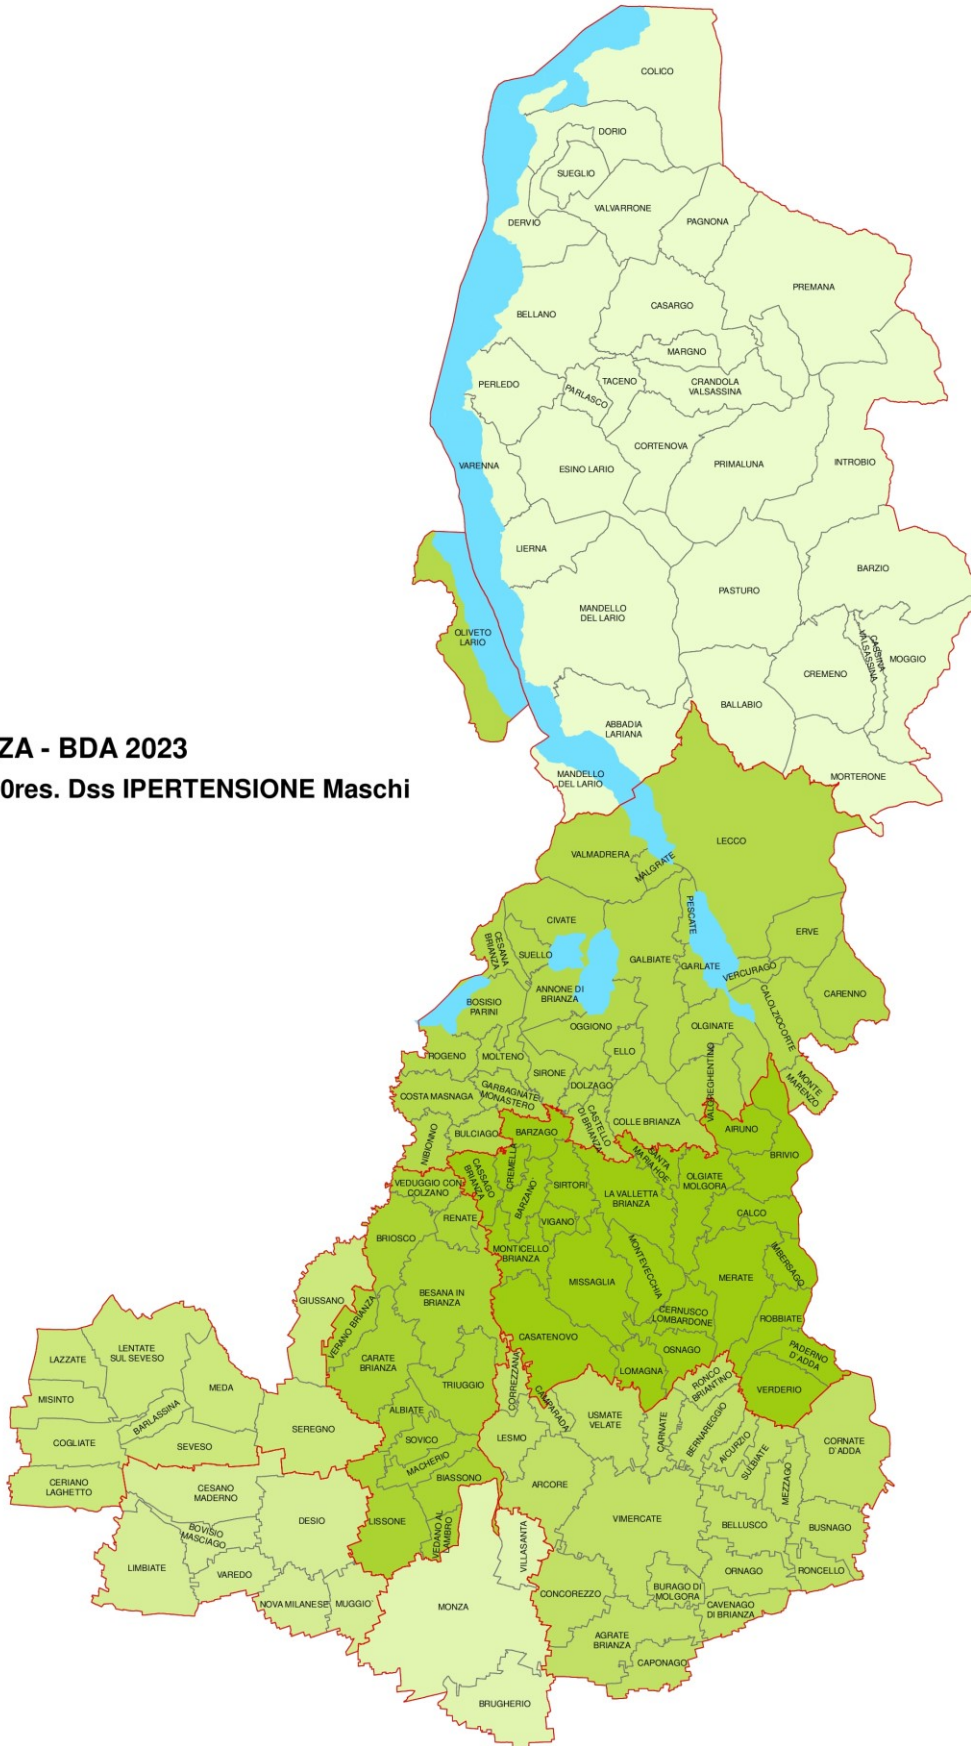 COLICO
DORIO
SUEGLIO
VALVARRONE
PAGNONA
DERVIO
PREMANA
CASARGO
BELLANO
MARGNO
TACENO
CRANDOLA
VALSASSINA
PERLEDO
PARLASCO
CORTENOVA
INTROBIO
PRIMALUNA
VARENNA
ESINO LARIO
LIERNA
BARZIO
PASTURO
MANDELLO
DEL LARIO
OLIVETO
LARIO
CASSINA
VALSASSINA
MOGGIO
CREMENO
BALLABIO
ABBADIA
LARIANA
ZA - BDA 2023
0res. Dss IPERTENSIONE Maschi
MANDELLO
DEL LARIO
MORTERONE
LECCO
VALMADRERA
MALGRATE
PESCATE
CIVATE
ERVE
CESANA
BRIANZA
SUELLO
GALBIATE
GARLATE
VERCURAGO
CARENNO
ANNONE DI
BRIANZA
BOSISIO
PARINI
CALOLZIOCORTE
OGGIONO
OLGINATE
ROGENO
MOLTENO
ELLO
VALGREGHENTINO
SIRONE
DOLZAGO
MONTE
MARENZO
COSTA MASNAGA
GARBAGNATE
MONASTERO
CASTELLO
DI BRIANZA
COLLE BRIANZA
NIBIONNO
BULCIAGO
BARZAGO
AIRUNO
BRIVIO
SANTA
MARIA HOE
CREMELLA
CASSAGO
BRIANZA
OLGIATE
MOLGORA
VEDUGGIO CON
COLZANO
BARZANO
SIRTORI
LA VALLETTA
BRIANZA
RENATE
VIGANO
CALCO
BRIOSCO
MONTICELLO
BRIANZA
MONTEVECCHIA
IMBERSAGO
MISSAGLIA
MERATE
BESANA IN
BRIANZA
GIUSSANO
VERANO BRIANZA
CERNUSCO
LOMBARDONE
ROBBIATE
CASATENOVO
OSNAGO
PADERNO
D'ADDA
LENTATE
SUL SEVESO
LAZZATE
CARATE
BRIANZA
CORREZZANA
LOMAGNA
RONCO
BRIANTINO
VERDERIO
MEDA
TRIUGGIO
MISINTO
BARLASSINA
CAMPARADA
ALBIATE
USMATE
VELATE
CARNATE
BERNAREGGIO
AICURZIO
SULBIATE
SEREGNO
COGLIATE
SEVESO
SOVICO
LESMO
CORNATE
D'ADDA
MACHERIO
BIASSONO
MEZZAGO
CERIANO
LAGHETTO
CESANO
MADERNO
ARCORE
DESIO
LISSONE
VEDANO AL
LAMBRO
VIMERCATE
BELLUSCO
BUSNAGO
BOVISIO
MASCIAGO
VILLASANTA
LIMBIATE
VAREDO
ORNAGO
RONCELLO
NOVA MILANESE
MUGGIO'
MONZA
CONCOREZZO
BURAGO DI
MOLGORA
CAVENAGO
DI BRIANZA
AGRATE
BRIANZA
CAPONAGO
BRUGHERIO